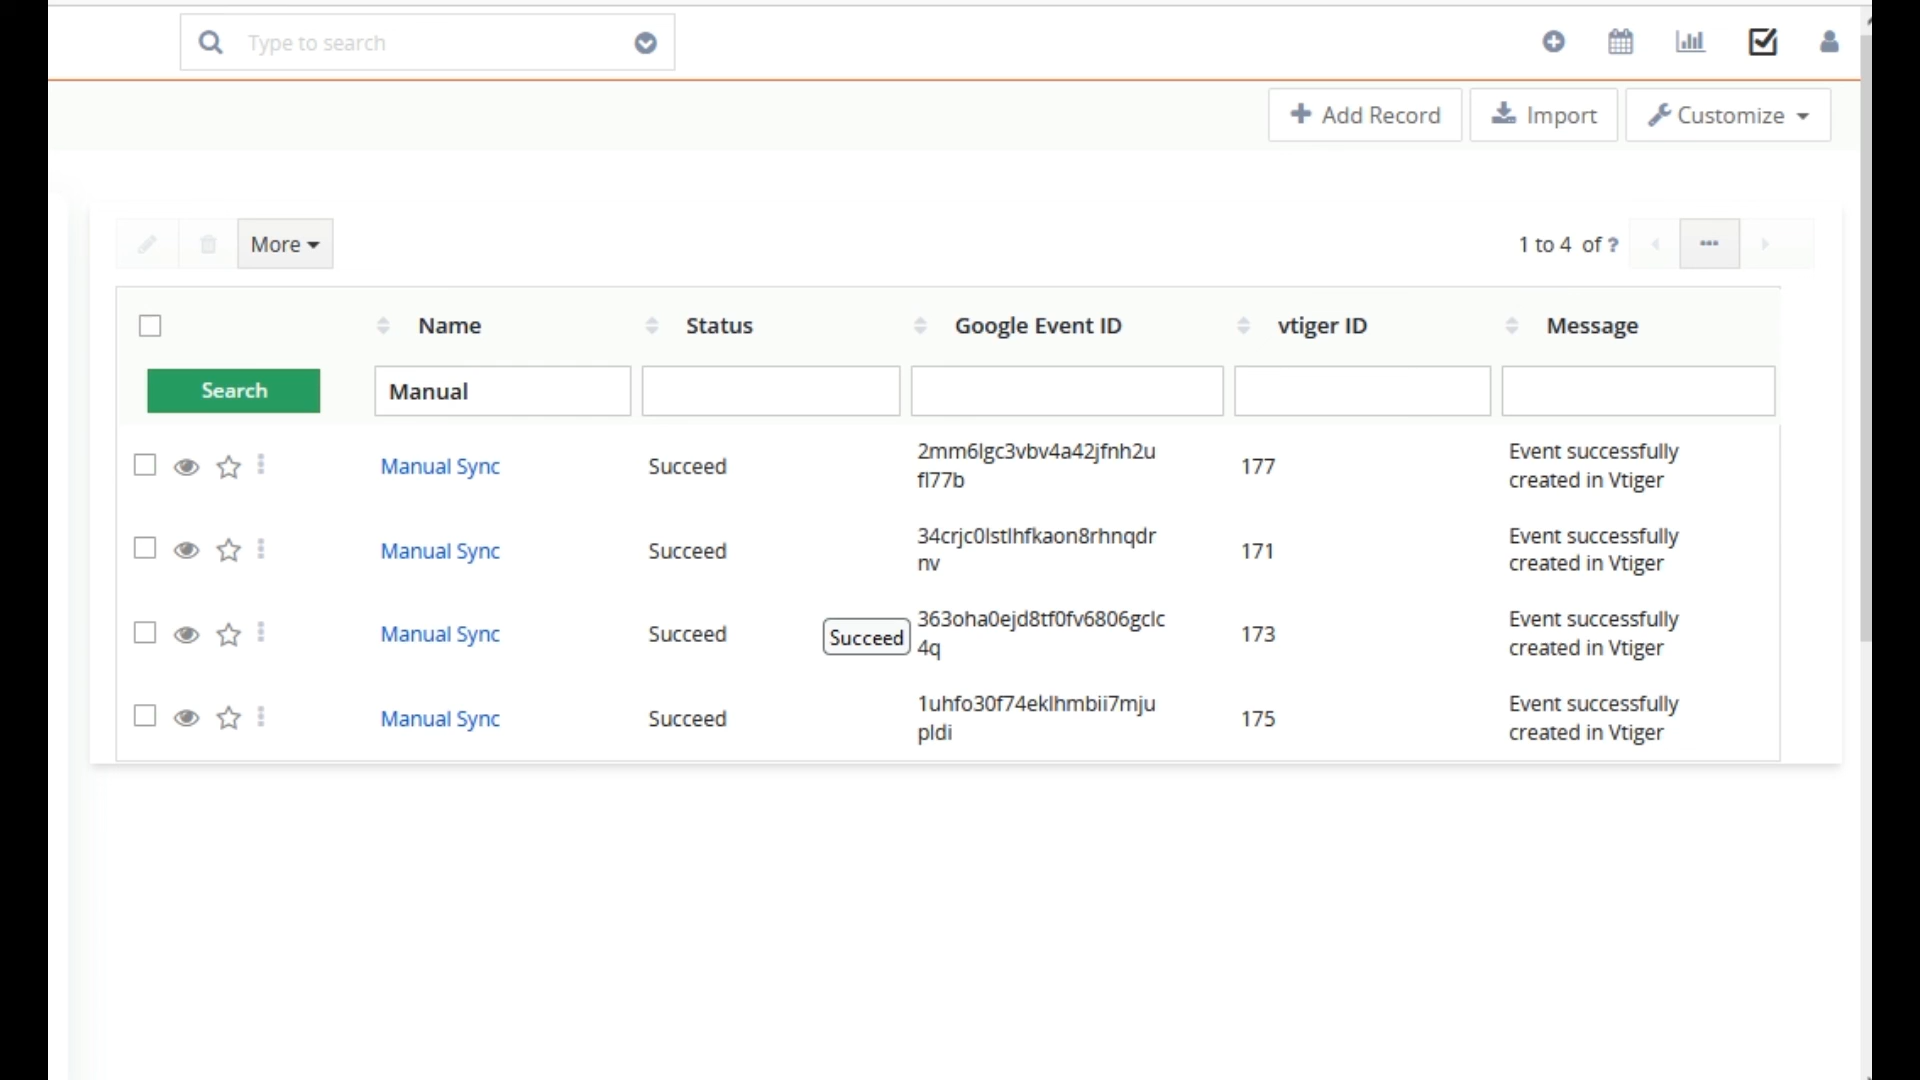 Type to search
Add Record Import Customize
More 1 to 4 of ? ...
Name Status Google Event ID vtiger ID Message
Search Manual
Manual Sync Succeed 2mm6lgc3vbv4a42jfnh2u
fl77b 177 Event successfully
created in Vtiger
Manual Sync Succeed 34crjc0lstlhfkaon8rhnqdr
nv 171 Event successfully
created in Vtiger
Manual Sync Succeed Succeed 363oha0ejd8tf0fv6806gclc
4q 173 Event successfully
created in Vtiger
Manual Sync Succeed 1uhfo30f74eklhmbii7mju
pldi 175 Event successfully
created in Vtiger